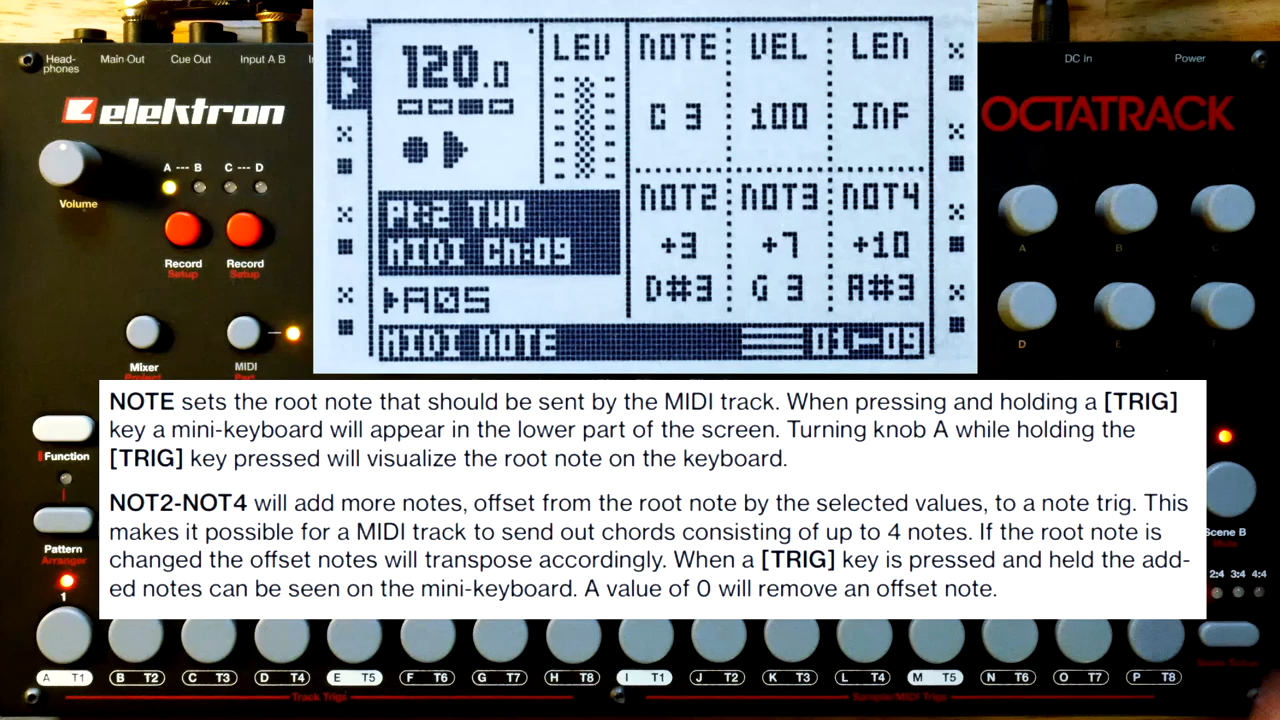 Head-
phones
Main Out
Cue Out
Input A B
DC In
Power
elektron
OCTATRACK
A --- B
C --- D
Volume
Record
Setup
Record
Setup
Mixer
MIDI
Function
Pattern
Arranger
1
A
B
C
D
E
F
Scene B
2:4 3:4 4:4
120.0
LEV
NOTE
VEL
LEN
C 3
100
INF
NOT2
NOT3
NOT4
+3
+7
+10
D#3
G 3
A#3
Pt:2 TWO
MIDI Ch:09
A05
MIDI NOTE
01-09
NOTE sets the root note that should be sent by the MIDI track. When pressing and holding a [TRIG]
key a mini-keyboard will appear in the lower part of the screen. Turning knob A while holding the
[TRIG] key pressed will visualize the root note on the keyboard.
NOT2-NOT4 will add more notes, offset from the root note by the selected values, to a note trig. This
makes it possible for a MIDI track to send out chords consisting of up to 4 notes. If the root note is
changed the offset notes will transpose accordingly. When a [TRIG] key is pressed and held the add-
ed notes can be seen on the mini-keyboard. A value of 0 will remove an offset note.
A T1
B T2
C T3
D T4
E T5
F T6
G T7
H T8
I T1
J T2
K T3
L T4
M T5
N T6
O T7
P T8
Track Trigs
Sample/MIDI Trigs